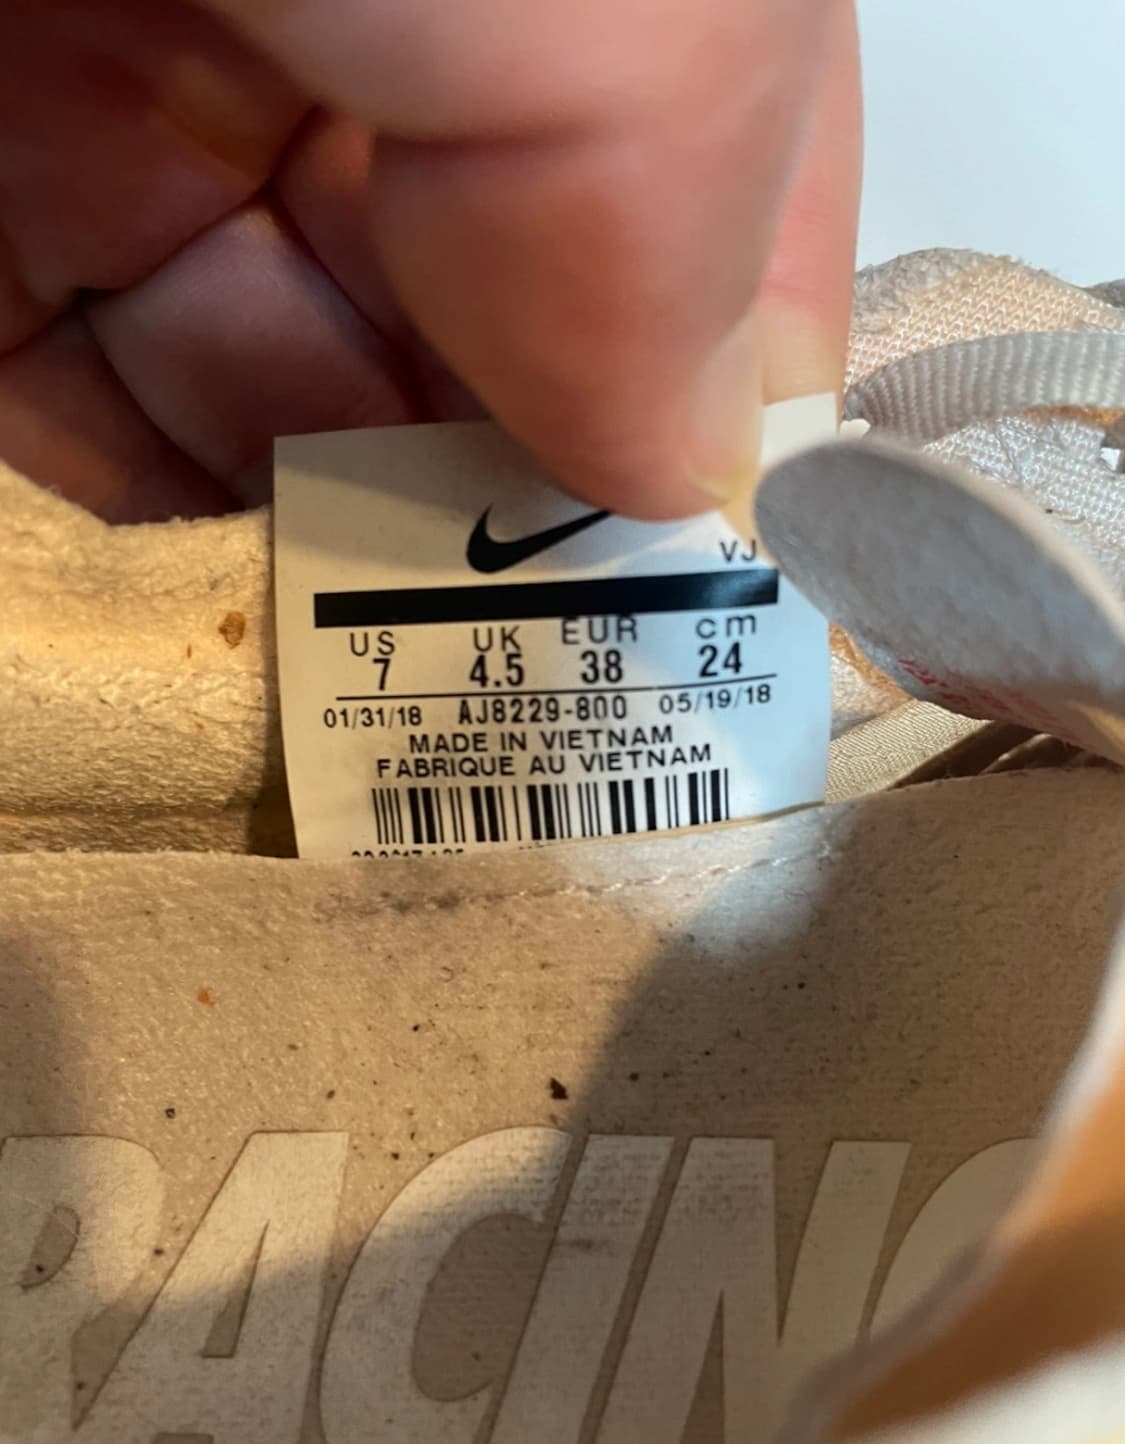 VJ
US UK EUR cm
7 4.5 38 24
01/31/18 AJ8229-800 05/19/18
MADE IN VIETNAM
FABRIQUE AU VIETNAM
RACING